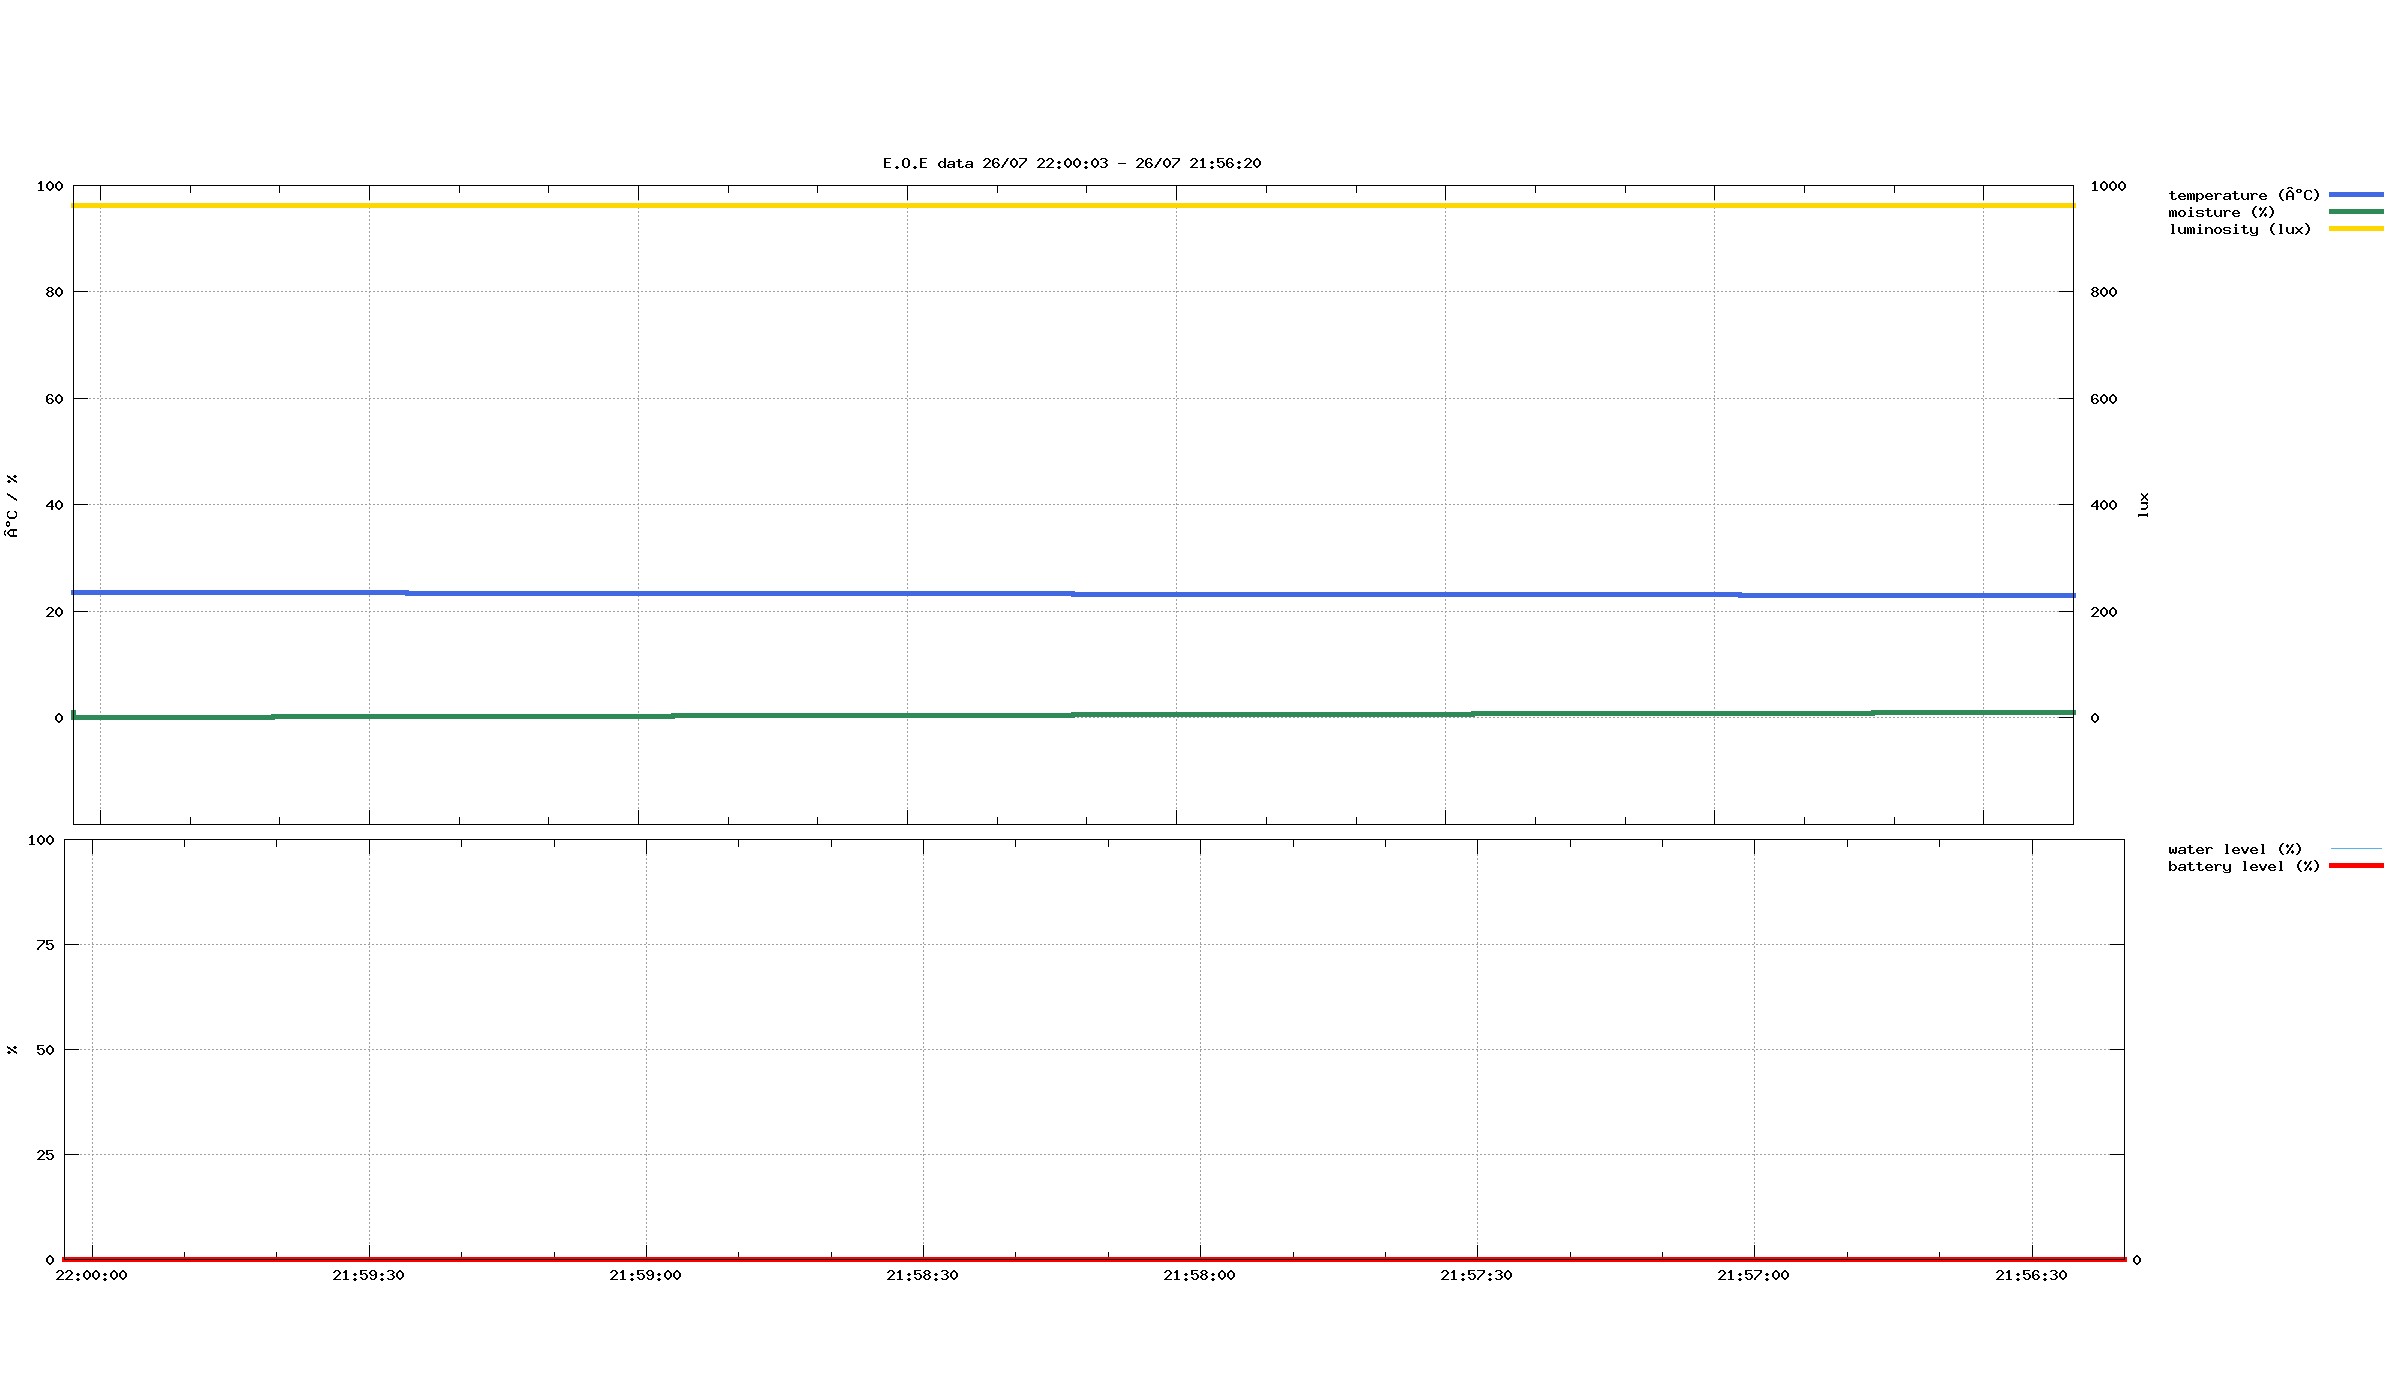 E.O.E data 26/07 22:00:03 - 26/07 21:56:20
100
80
60
40
20
0
Â°C / %
1000
800
600
400
200
0
lux
temperature (Â°C)
moisture (%)
luminosity (lux)
100
75
50
25
0
%
0
water level (%)
battery level (%)
22:00:00 21:59:30 21:59:00 21:58:30 21:58:00 21:57:30 21:57:00 21:56:30